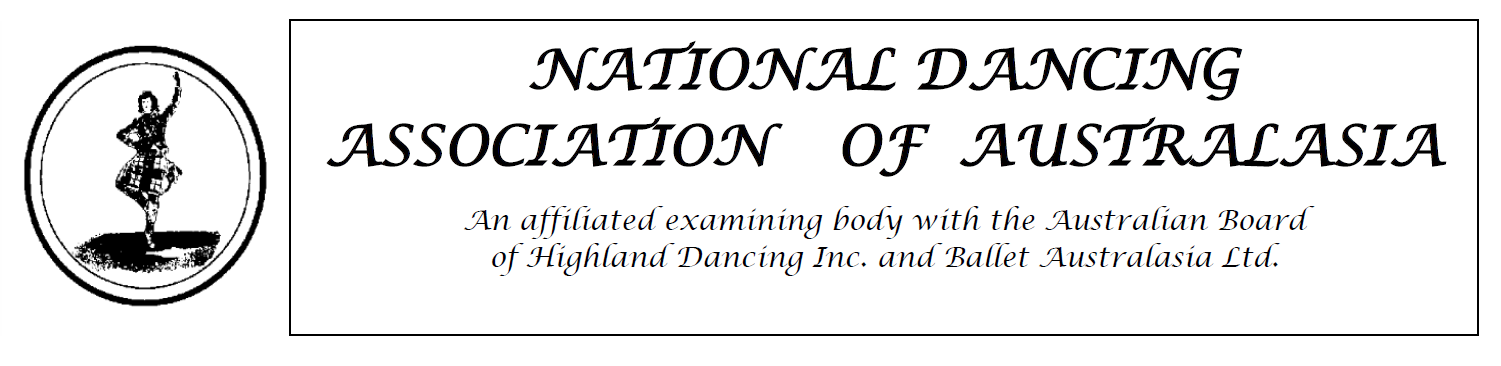 NATIONAL DANCING
ASSOCIATION OF AUSTRALASIA
An affiliated examining body with the Australian Board
of Highland Dancing Inc. and Ballet Australasia Ltd.